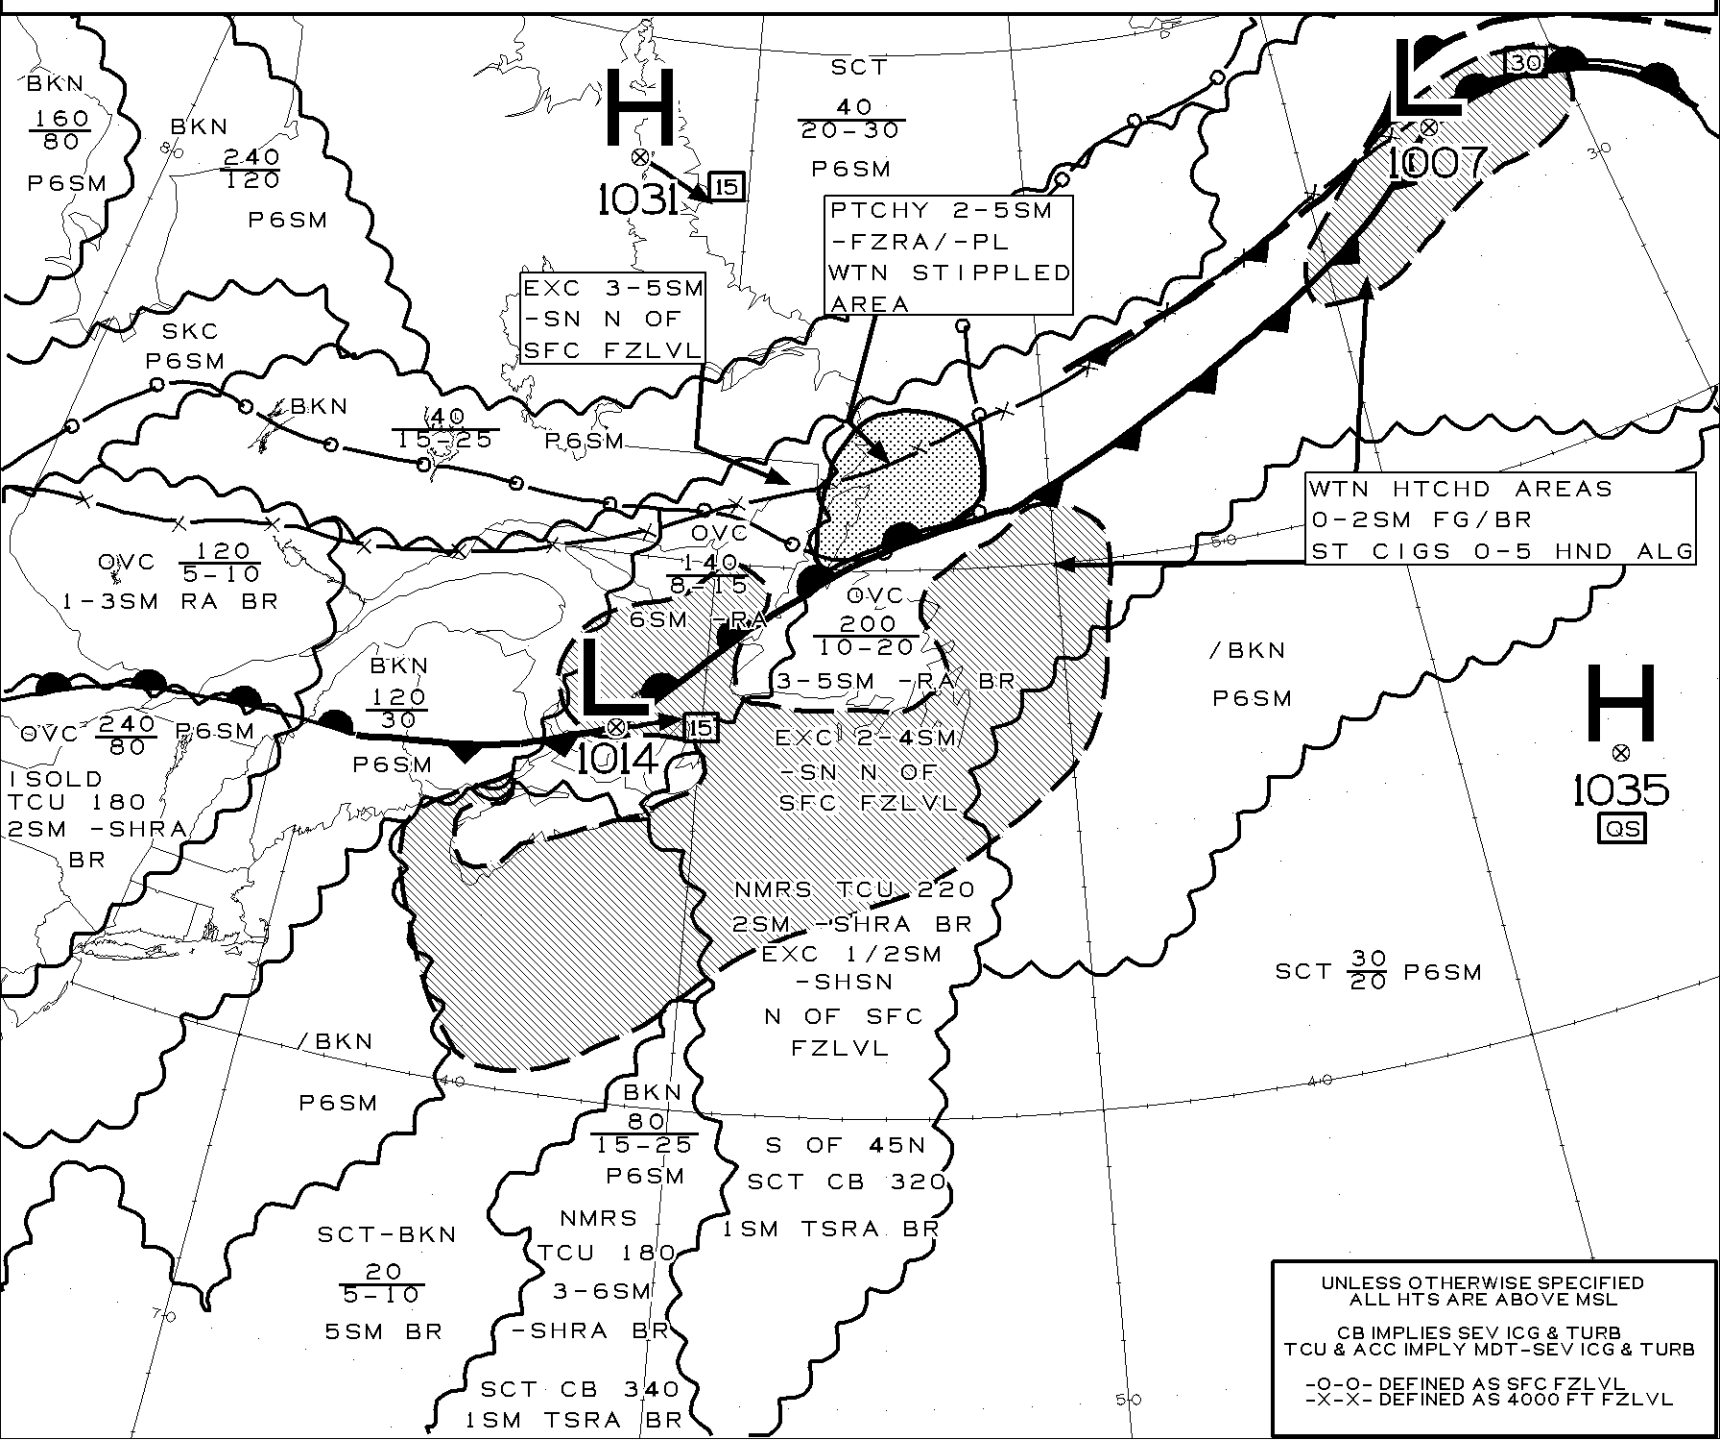 BKN
160
80
P6SM
BKN
240
120
P6SM
80
H
1031
15
SCT
40
20-30
P6SM
L
30
1007
30
PTCHY 2-5SM
-FZRA/-PL
WTN STIPPLED
AREA
EXC 3-5SM
-SN N OF
SFC FZLVL
SKC
P6SM
BKN
40
15-25
P6SM
WTN HTCHD AREAS
0-2SM FG/BR
ST CIGS 0-5 HND ALG
50
OVC 120
5-10
1-3SM RA BR
OVC
140
8-15
6SM -RA
OVC
200
10-20
3-5SM -RA BR
EXC 2-4SM
-SN N OF
SFC FZLVL
BKN
120
30
P6SM
L
15
1014
/BKN
P6SM
H
1035
QS
OVC 240
80
P6SM
ISOLD
TCU 180
2SM -SHRA
BR
NMRS TCU 220
2SM -SHRA BR
EXC 1/2SM
-SHSN
N OF SFC
FZLVL
SCT 30
20
P6SM
/BKN
P6SM
40
40
BKN
80
15-25
P6SM
NMRS
TCU 180
3-6SM
-SHRA BR
SCT CB 340
1SM TSRA BR
S OF 45N
SCT CB 320
1SM TSRA BR
SCT-BKN
20
5-10
5SM BR
70
50
UNLESS OTHERWISE SPECIFIED
ALL HTS ARE ABOVE MSL
CB IMPLIES SEV ICG & TURB
TCU & ACC IMPLY MDT-SEV ICG & TURB
-O-O- DEFINED AS SFC FZLVL
-X-X- DEFINED AS 4000 FT FZLVL